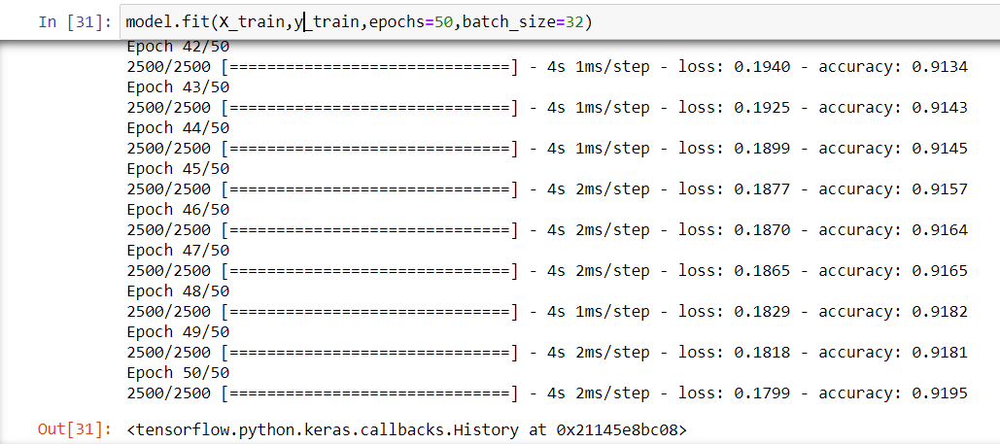 In [31]: model.fit(X_train,y_train,epochs=50,batch_size=32)
Epoch 42/50
2500/2500 [==============================] - 4s 1ms/step - loss: 0.1940 - accuracy: 0.9134
Epoch 43/50
2500/2500 [==============================] - 4s 1ms/step - loss: 0.1925 - accuracy: 0.9143
Epoch 44/50
2500/2500 [==============================] - 4s 1ms/step - loss: 0.1899 - accuracy: 0.9145
Epoch 45/50
2500/2500 [==============================] - 4s 2ms/step - loss: 0.1877 - accuracy: 0.9157
Epoch 46/50
2500/2500 [==============================] - 4s 2ms/step - loss: 0.1870 - accuracy: 0.9164
Epoch 47/50
2500/2500 [==============================] - 4s 2ms/step - loss: 0.1865 - accuracy: 0.9165
Epoch 48/50
2500/2500 [==============================] - 4s 1ms/step - loss: 0.1829 - accuracy: 0.9182
Epoch 49/50
2500/2500 [==============================] - 4s 2ms/step - loss: 0.1818 - accuracy: 0.9181
Epoch 50/50
2500/2500 [==============================] - 4s 2ms/step - loss: 0.1799 - accuracy: 0.9195
Out[31]: <tensorflow.python.keras.callbacks.History at 0x21145e8bc08>